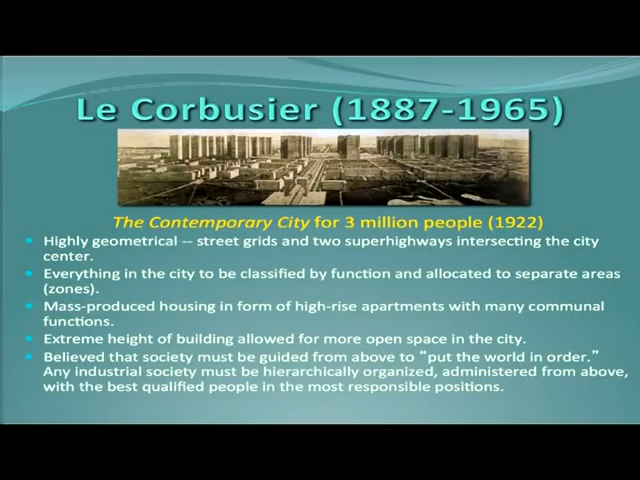 Le Corbusier (1887-1965)
The Contemporary City for 3 million people (1922)
Highly geometrical -- street grids and two superhighways intersecting the city
center.
Everything in the city to be classified by function and allocated to separate areas
(zones).
Mass-produced housing in form of high-rise apartments with many communal
functions.
Extreme height of building allowed for more open space in the city.
Believed that society must be guided from above to “put the world in order.”
Any industrial society must be hierarchically organized, administered from above,
with the best qualified people in the most responsible positions.